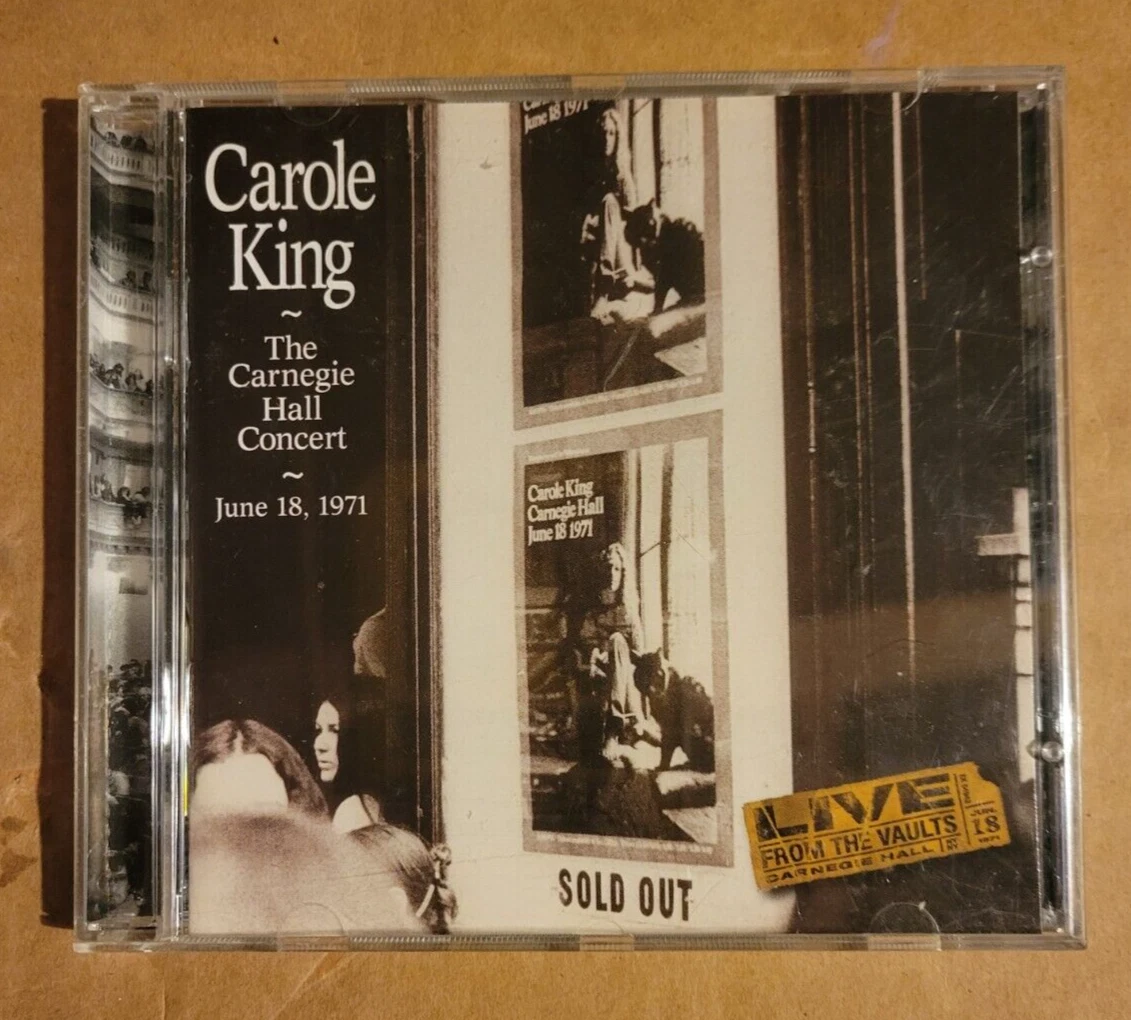 Carole
King
~
The
Carnegie
Hall
Concert
~
June 18, 1971
June 18 1971
Carole King
Carnegie Hall
June 18 1971
SOLD OUT
LIVE
FROM THE VAULTS
CARNEGIE HALL
JUN.
18
1971